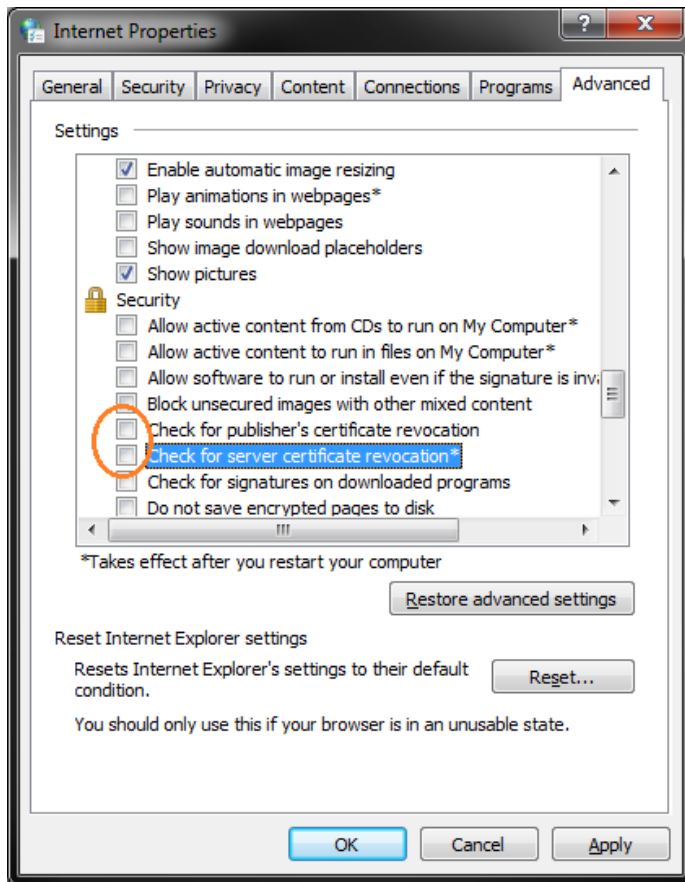 Internet Properties
General Security Privacy Content Connections Programs Advanced
Settings
Enable automatic image resizing
Play animations in webpages*
Play sounds in webpages
Show image download placeholders
Show pictures
Security
Allow active content from CDs to run on My Computer*
Allow active content to run in files on My Computer*
Allow software to run or install even if the signature is inva
Block unsecured images with other mixed content
Check for publisher's certificate revocation
Check for server certificate revocation*
Check for signatures on downloaded programs
Do not save encrypted pages to disk
*Takes effect after you restart your computer
Restore advanced settings
Reset Internet Explorer settings
Resets Internet Explorer's settings to their default
condition.
Reset...
You should only use this if your browser is in an unusable state.
OK Cancel Apply